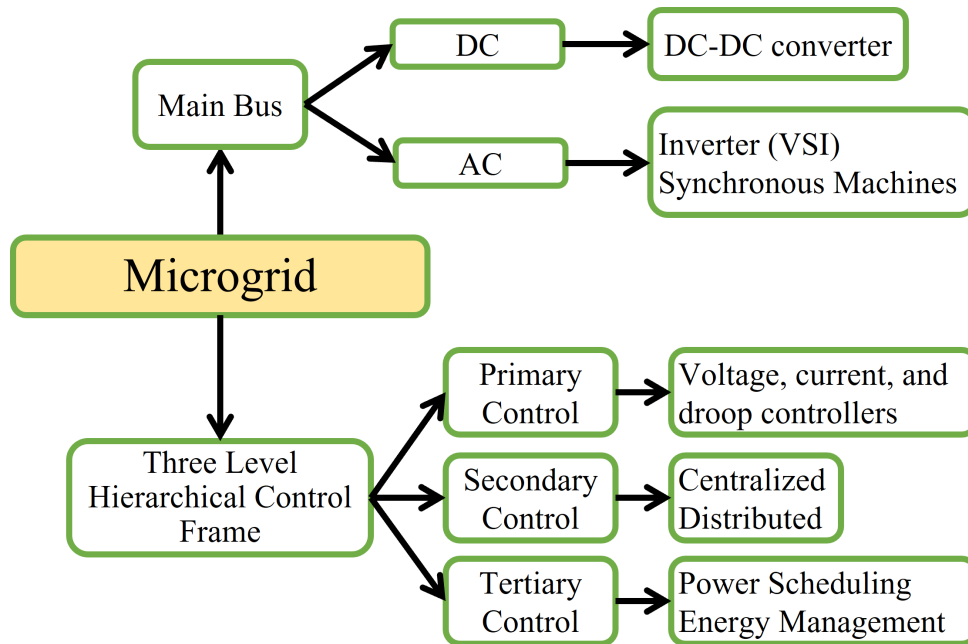 DC
DC-DC converter
Main Bus
AC
Inverter (VSI)
Synchronous Machines
Microgrid
Three Level
Hierarchical Control
Frame
Primary
Control
Voltage, current, and
droop controllers
Secondary
Control
Centralized
Distributed
Tertiary
Control
Power Scheduling
Energy Management